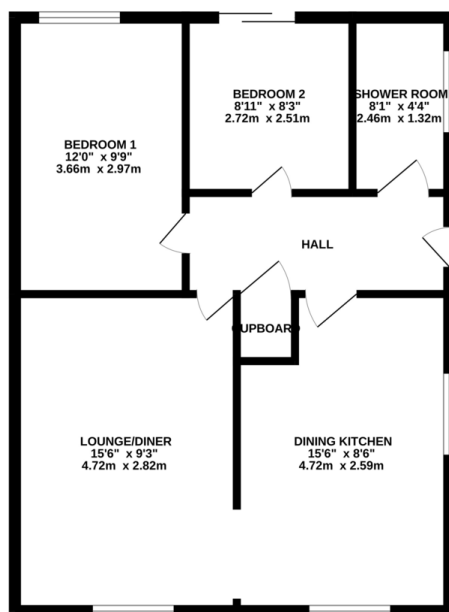 BEDROOM 1
12'0" x 9'9"
3.66m x 2.97m
BEDROOM 2
8'11" x 8'3"
2.72m x 2.51m
SHOWER ROOM
8'1" x 4'4"
2.46m x 1.32m
HALL
CUPBOARD
LOUNGE/DINER
15'6" x 9'3"
4.72m x 2.82m
DINING KITCHEN
15'6" x 8'6"
4.72m x 2.59m